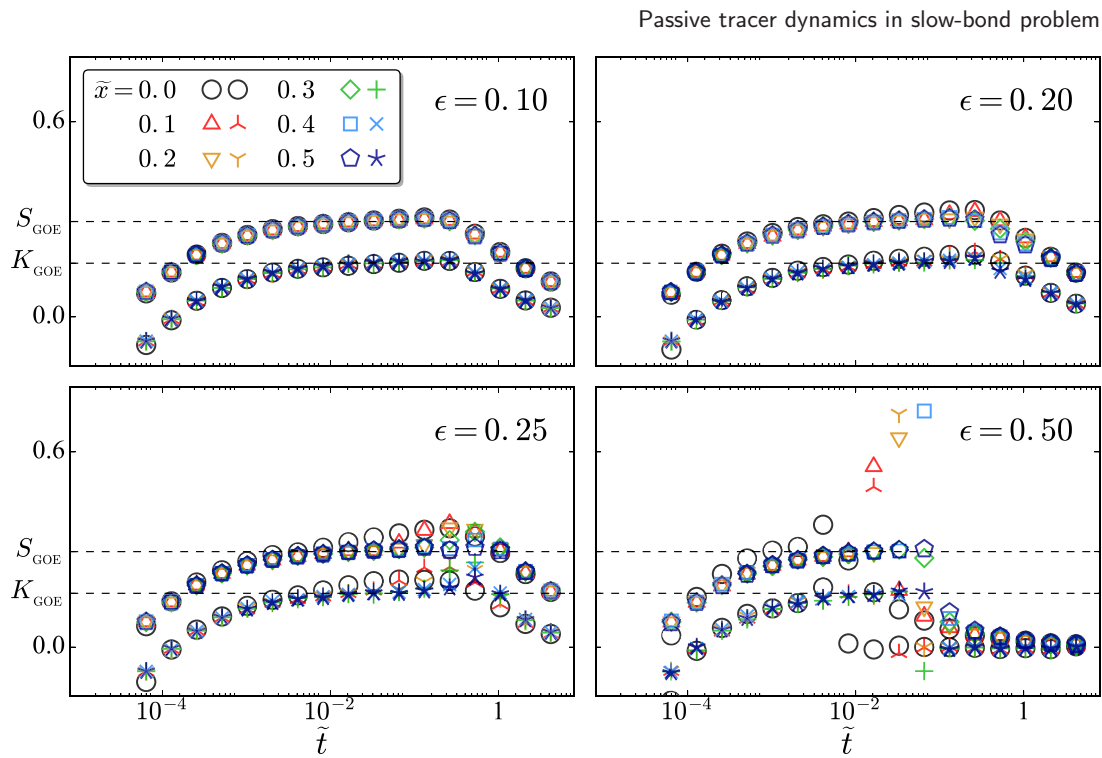 Passive tracer dynamics in slow-bond problem
x̃ = 0.0 0.3
0.1 0.4
0.2 0.5
ϵ = 0.10
ϵ = 0.20
0.6
S_GOE
K_GOE
0.0
ϵ = 0.25
ϵ = 0.50
0.6
S_GOE
K_GOE
0.0
10⁻⁴ 10⁻² 1
10⁻⁴ 10⁻² 1
t̃
t̃